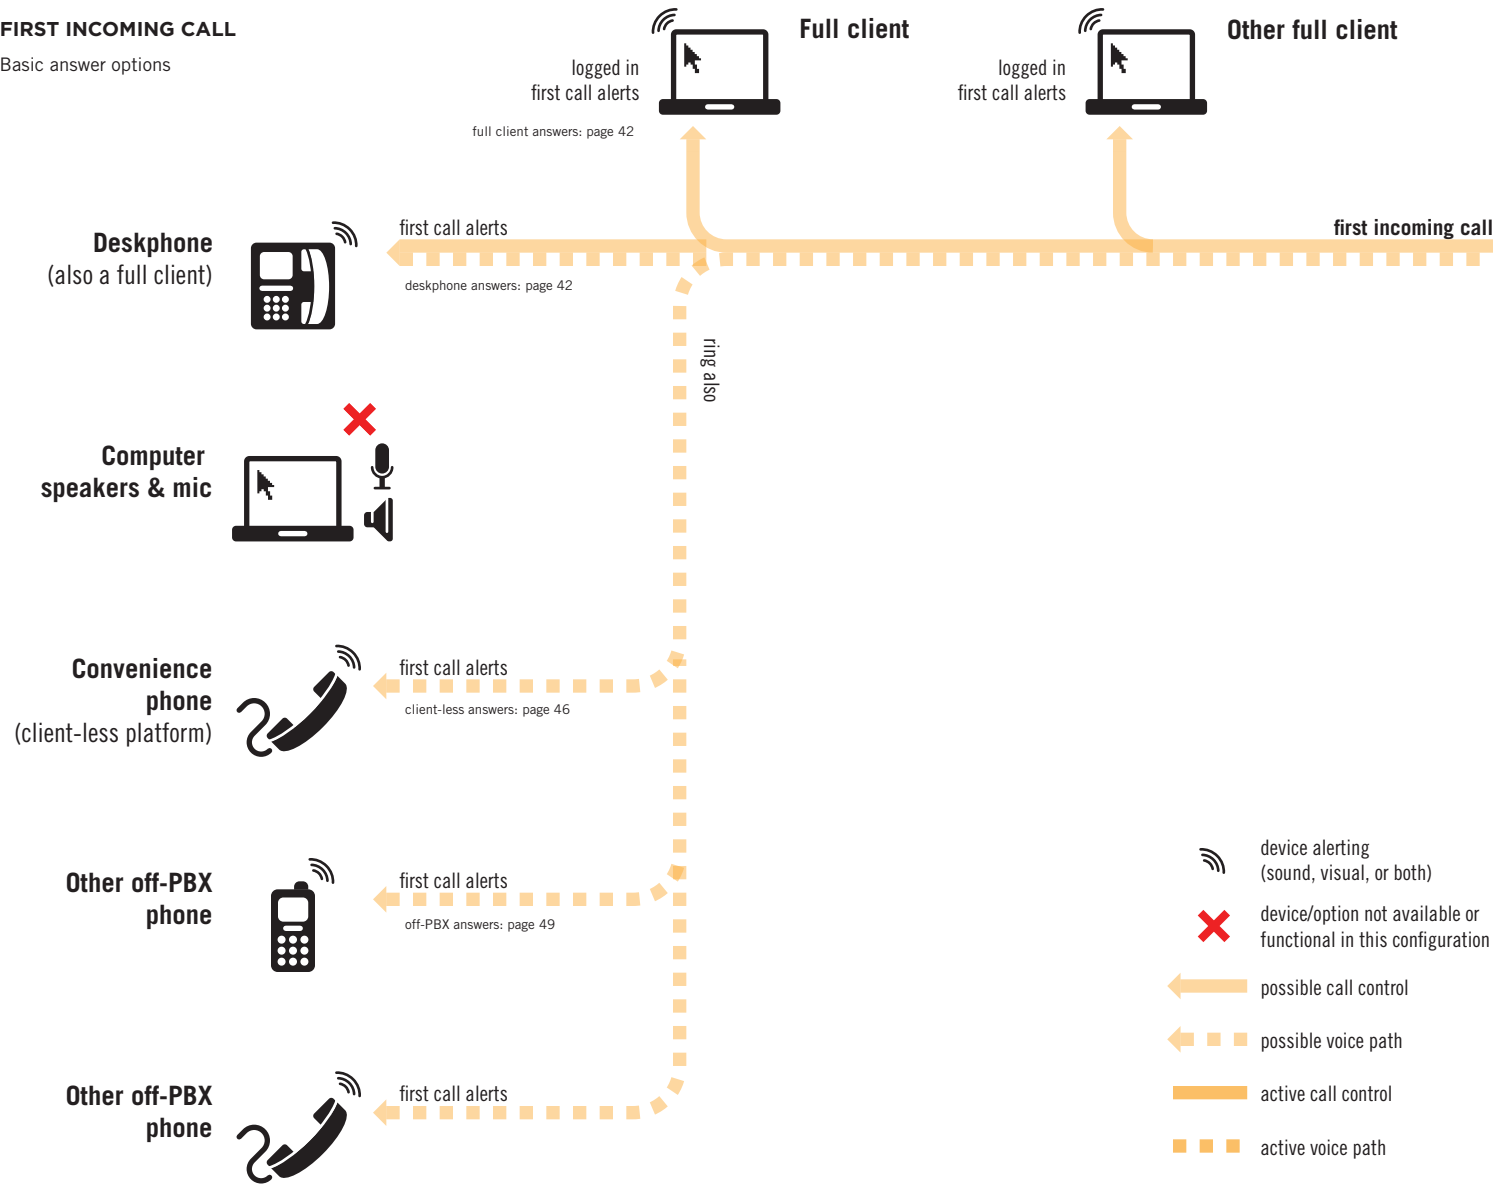 FIRST INCOMING CALL
Basic answer options
Full client
logged in
first call alerts
full client answers: page 42
Other full client
logged in
first call alerts
Deskphone
(also a full client)
first call alerts
deskphone answers: page 42
first incoming call
ring also
Computer
speakers & mic
Convenience
phone
(client-less platform)
first call alerts
client-less answers: page 46
Other off-PBX
phone
first call alerts
off-PBX answers: page 49
Other off-PBX
phone
first call alerts
device alerting
(sound, visual, or both)
device/option not available or
functional in this configuration
possible call control
possible voice path
active call control
active voice path